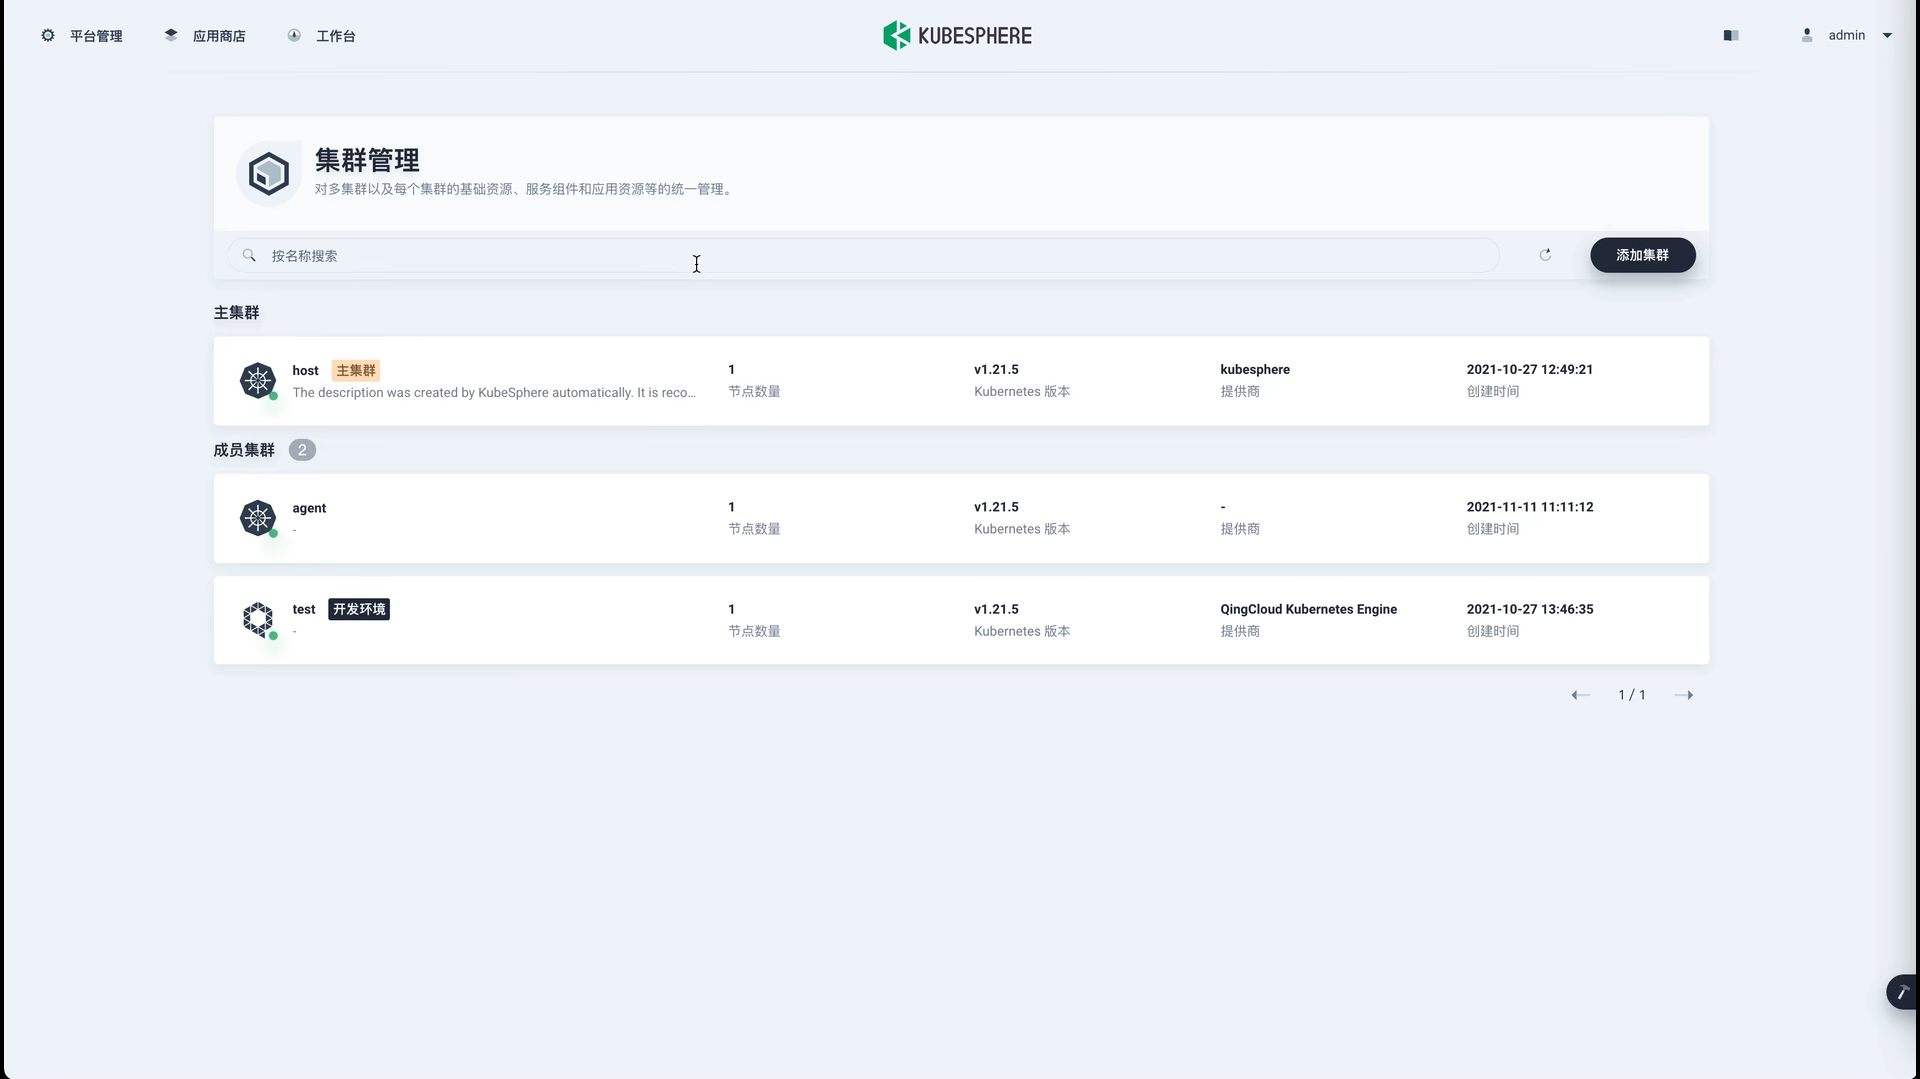 平台管理 应用商店 工作台 KUBESPHERE admin
集群管理
对多集群以及每个集群的基础资源、服务组件和应用资源等的统一管理。
按名称搜索 添加集群
主集群
host 主集群 1 v1.21.5 kubesphere 2021-10-27 12:49:21
The description was created by KubeSphere automatically. It is reco... 节点数量 Kubernetes 版本 提供商 创建时间
成员集群 2
agent 1 v1.21.5 - 2021-11-11 11:11:12
- 节点数量 Kubernetes 版本 提供商 创建时间
test 开发环境 1 v1.21.5 QingCloud Kubernetes Engine 2021-10-27 13:46:35
- 节点数量 Kubernetes 版本 提供商 创建时间
1 / 1